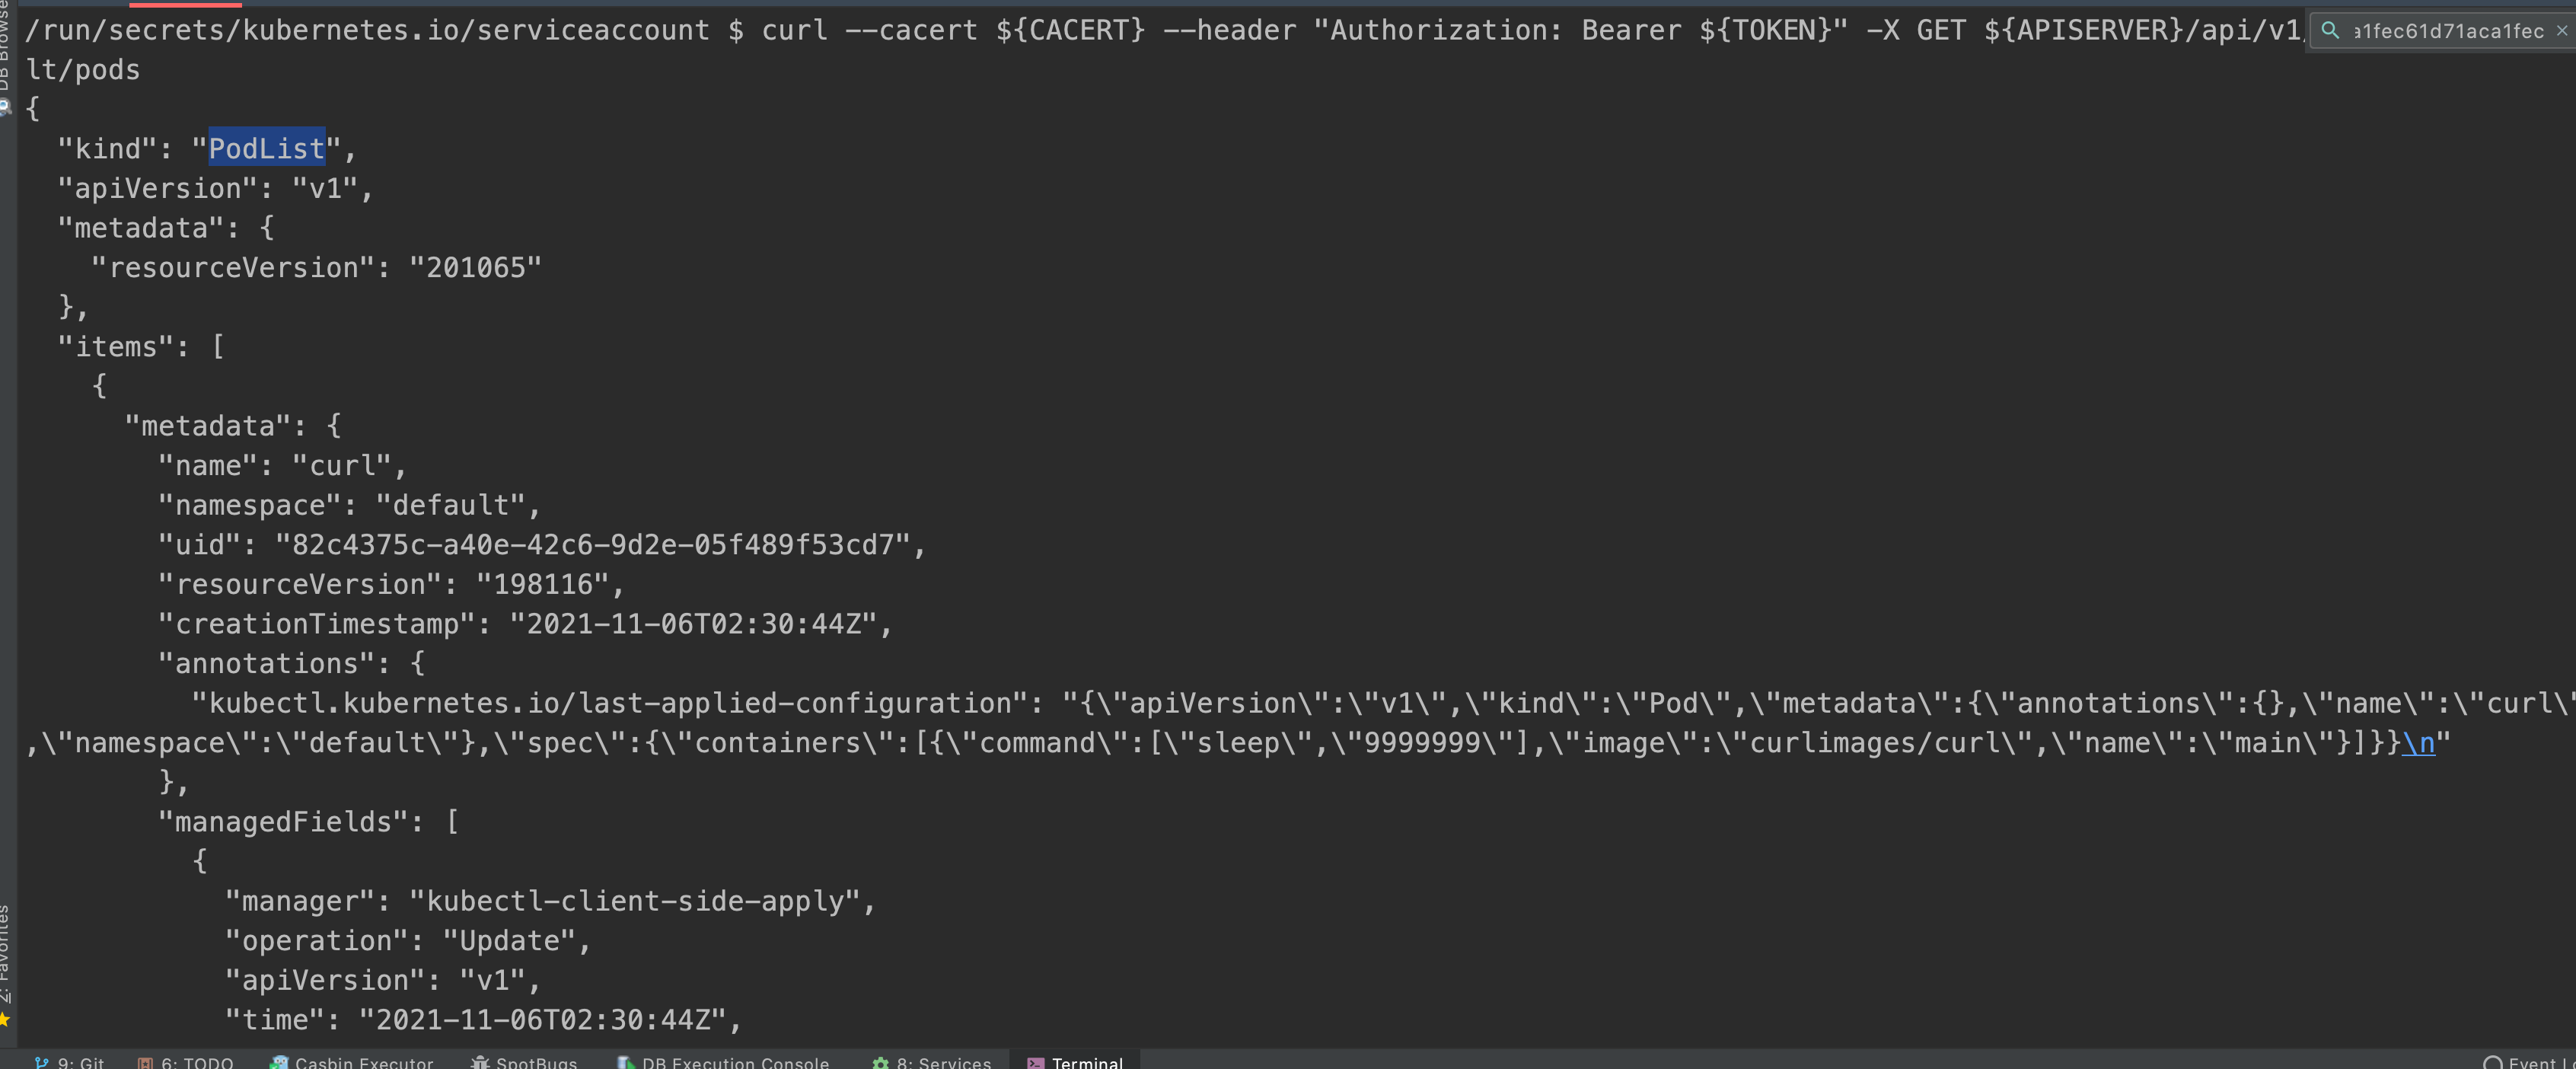 /run/secrets/kubernetes.io/serviceaccount $ curl --cacert ${CACERT} --header "Authorization: Bearer ${TOKEN}" -X GET ${APISERVER}/api/v1/
a1fec61d71aca1fec ×
lt/pods
{
  "kind": "PodList",
  "apiVersion": "v1",
  "metadata": {
    "resourceVersion": "201065"
  },
  "items": [
    {
      "metadata": {
        "name": "curl",
        "namespace": "default",
        "uid": "82c4375c-a40e-42c6-9d2e-05f489f53cd7",
        "resourceVersion": "198116",
        "creationTimestamp": "2021-11-06T02:30:44Z",
        "annotations": {
          "kubectl.kubernetes.io/last-applied-configuration": "{\"apiVersion\":\"v1\",\"kind\":\"Pod\",\"metadata\":{\"annotations\":{},\"name\":\"curl\"
,\"namespace\":\"default\"},\"spec\":{\"containers\":[{\"command\":[\"sleep\",\"9999999\"],\"image\":\"curlimages/curl\",\"name\":\"main\"}]}}\n"
        },
        "managedFields": [
          {
            "manager": "kubectl-client-side-apply",
            "operation": "Update",
            "apiVersion": "v1",
            "time": "2021-11-06T02:30:44Z",
DB Browse
2: Favorites
9: Git
6: TODO
Casbin Executor
SpotBugs
DB Execution Console
8: Services
Terminal
Event Lo